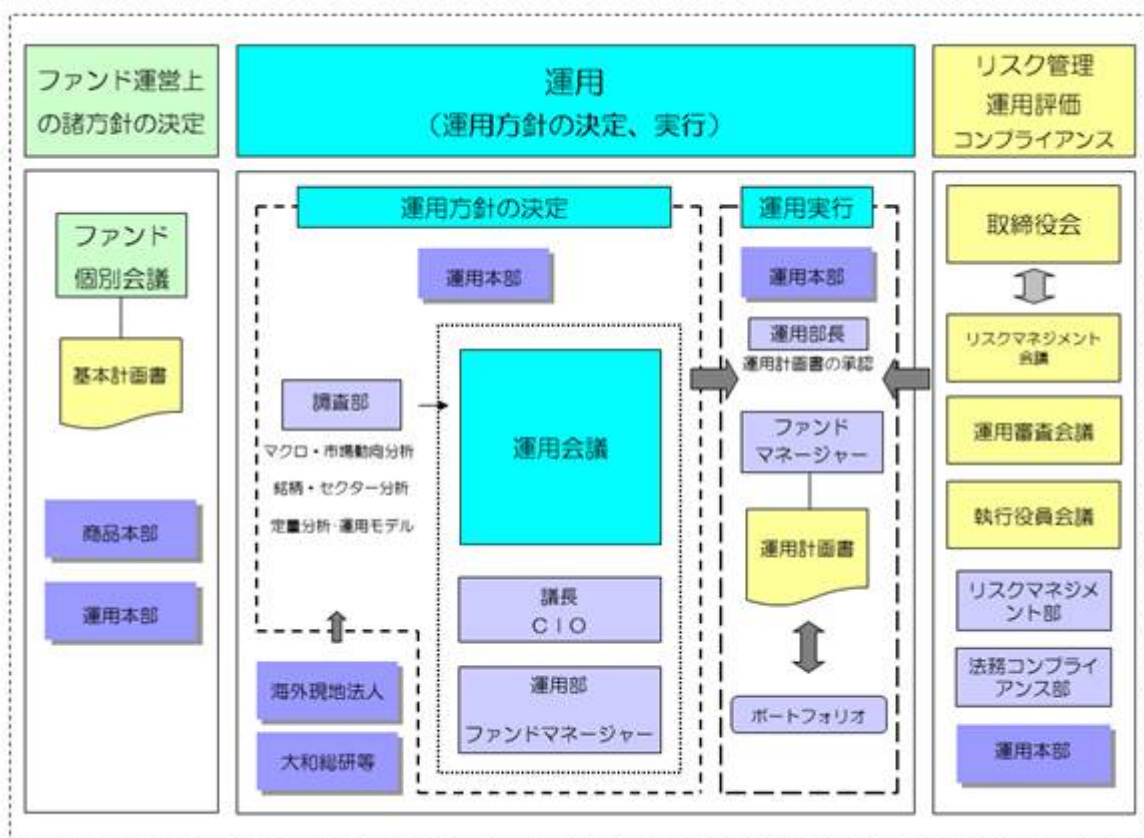 ファンド運営上
の諸方針の決定
運用
(運用方針の決定、実行)
リスク管理
運用評価
コンプライアンス
ファンド
個別会議
基本計画書
商品本部
運用本部
運用方針の決定
運用本部
調査部
マクロ・市場動向分析
銘柄・セクター分析
定量分析・運用モデル
運用会議
議長
CIO
運用部
ファンドマネージャー
海外現地法人
大和総研等
運用実行
運用本部
運用部長
運用計画書の承認
ファンド
マネージャー
運用計画書
ポートフォリオ
取締役会
リスクマネジメント
会議
運用審査会議
執行役員会議
リスクマネジメ
ント部
法務コンプライ
アンス部
運用本部